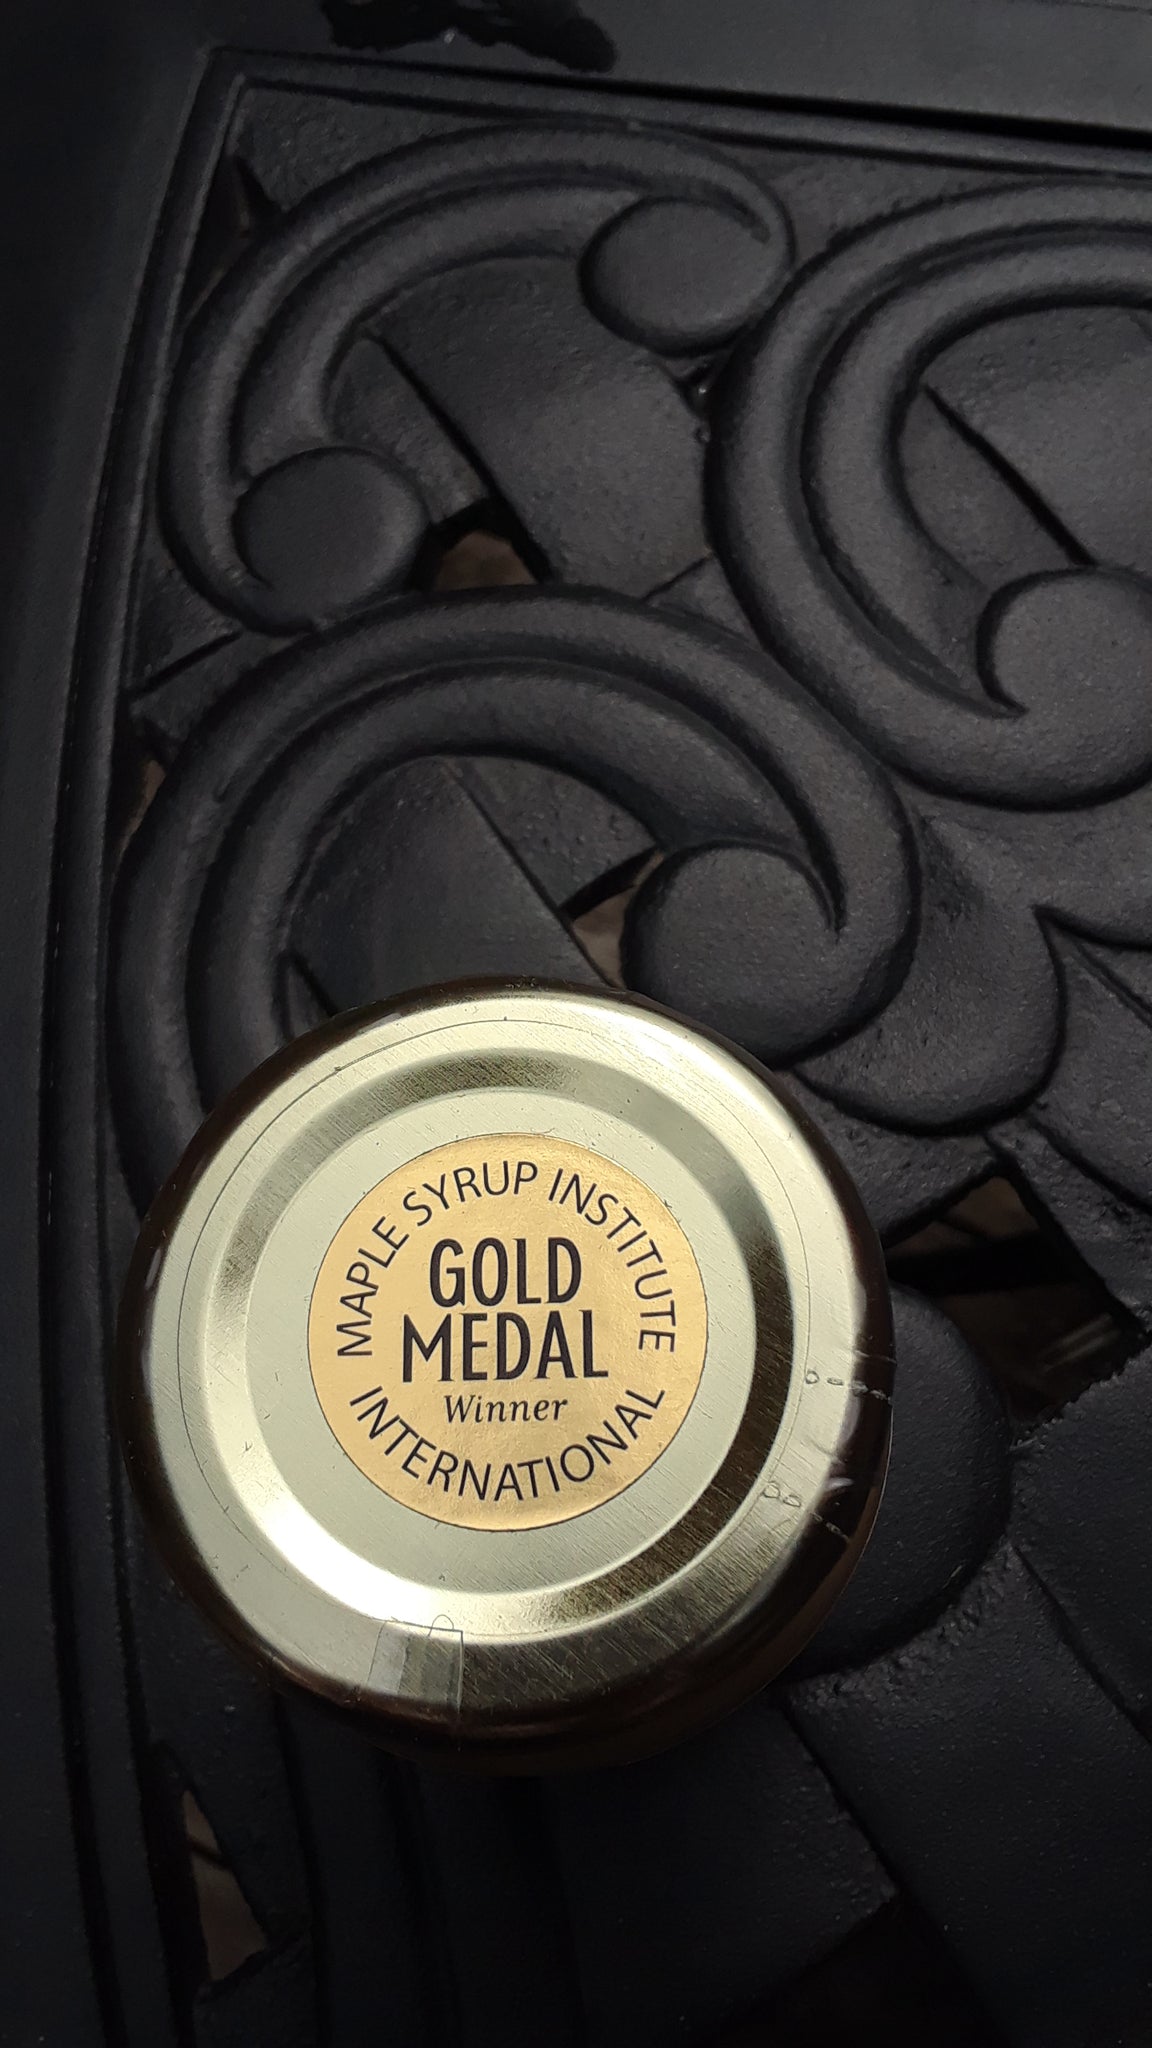 MAPLE SYRUP INSTITUTE
GOLD
MEDAL
Winner
INTERNATIONAL